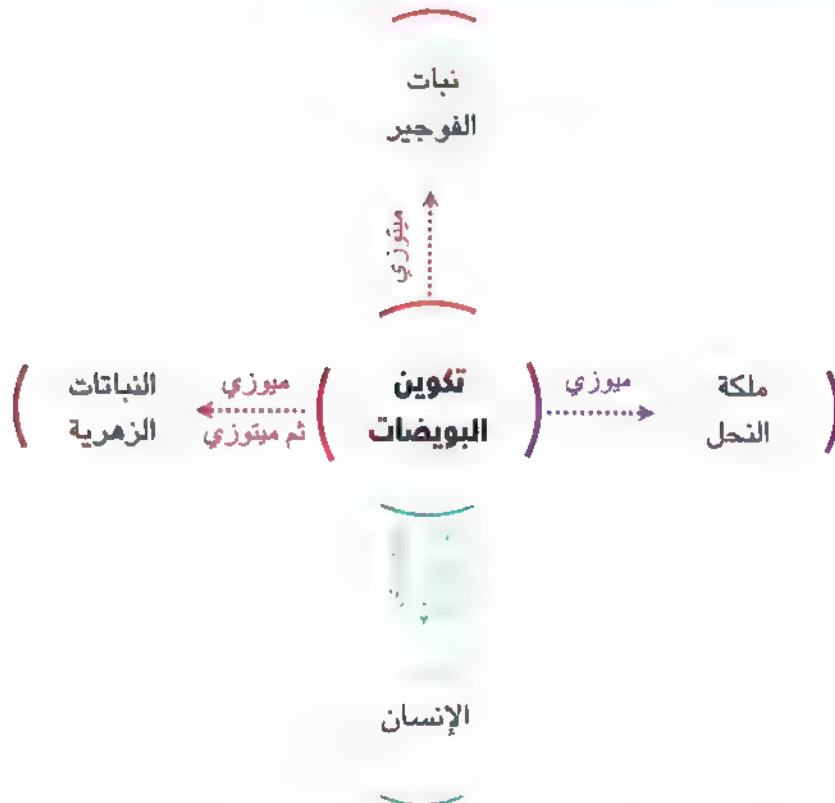 نبات
الفوجير
ميتوزي
ملكة
النحل
ميوزي
تكوين
البويضات
ميوزي
ثم ميتوزي
النباتات
الزهرية
الإنسان